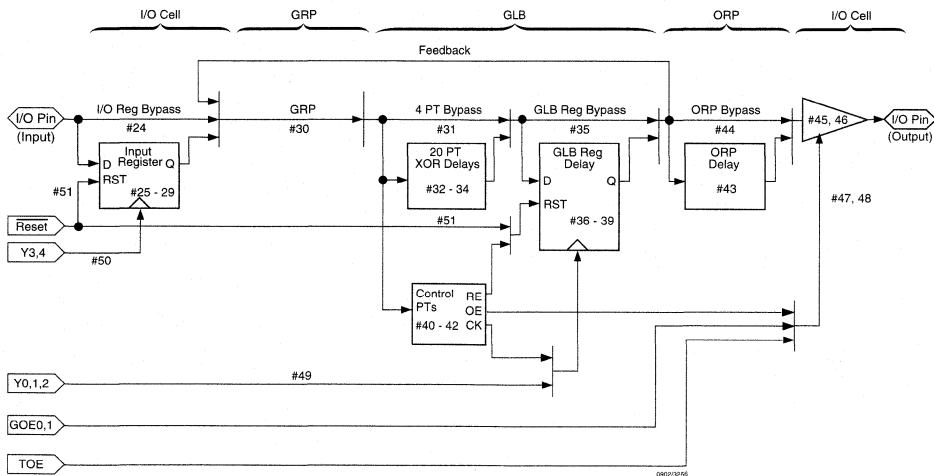 I/O Cell
GRP
GLB
ORP
I/O Cell
Feedback
I/O Pin
(Input)
I/O Reg Bypass
#24
GRP
#30
4 PT Bypass
#31
GLB Reg Bypass
#35
ORP Bypass
#44
#45, 46
I/O Pin
(Output)
Input
Register
D
Q
RST
#25 - 29
#51
20 PT
XOR Delays
#32 - 34
GLB Reg
Delay
D
Q
RST
#36 - 39
ORP
Delay
#43
#47, 48
Reset
#51
Y3,4
#50
Control
PTs
#40 - 42
RE
OE
CK
Y0,1,2
#49
GOE0,1
TOE
0902/3256